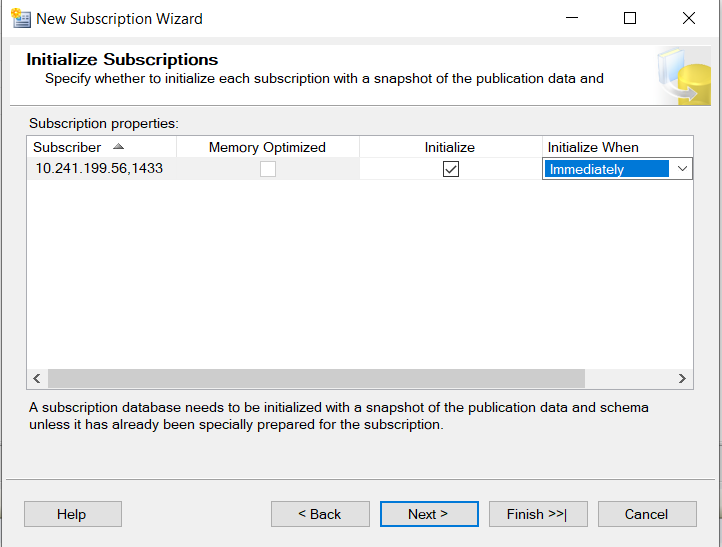 New Subscription Wizard
Initialize Subscriptions
Specify whether to initialize each subscription with a snapshot of the publication data and
Subscription properties:
Subscriber Memory Optimized Initialize Initialize When
10.241.199.56,1433 Immediately
A subscription database needs to be initialized with a snapshot of the publication data and schema
unless it has already been specially prepared for the subscription.
Help < Back Next > Finish >>| Cancel